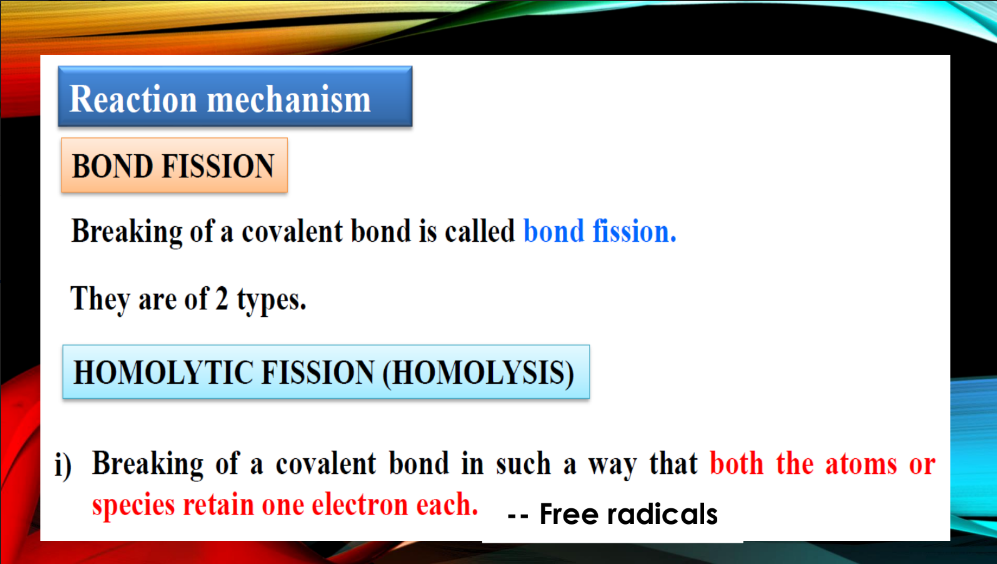 Reaction mechanism
BOND FISSION
Breaking of a covalent bond is called bond fission.
They are of 2 types.
HOMOLYTIC FISSION (HOMOLYSIS)
i) Breaking of a covalent bond in such a way that both the atoms or
species retain one electron each. -- Free radicals